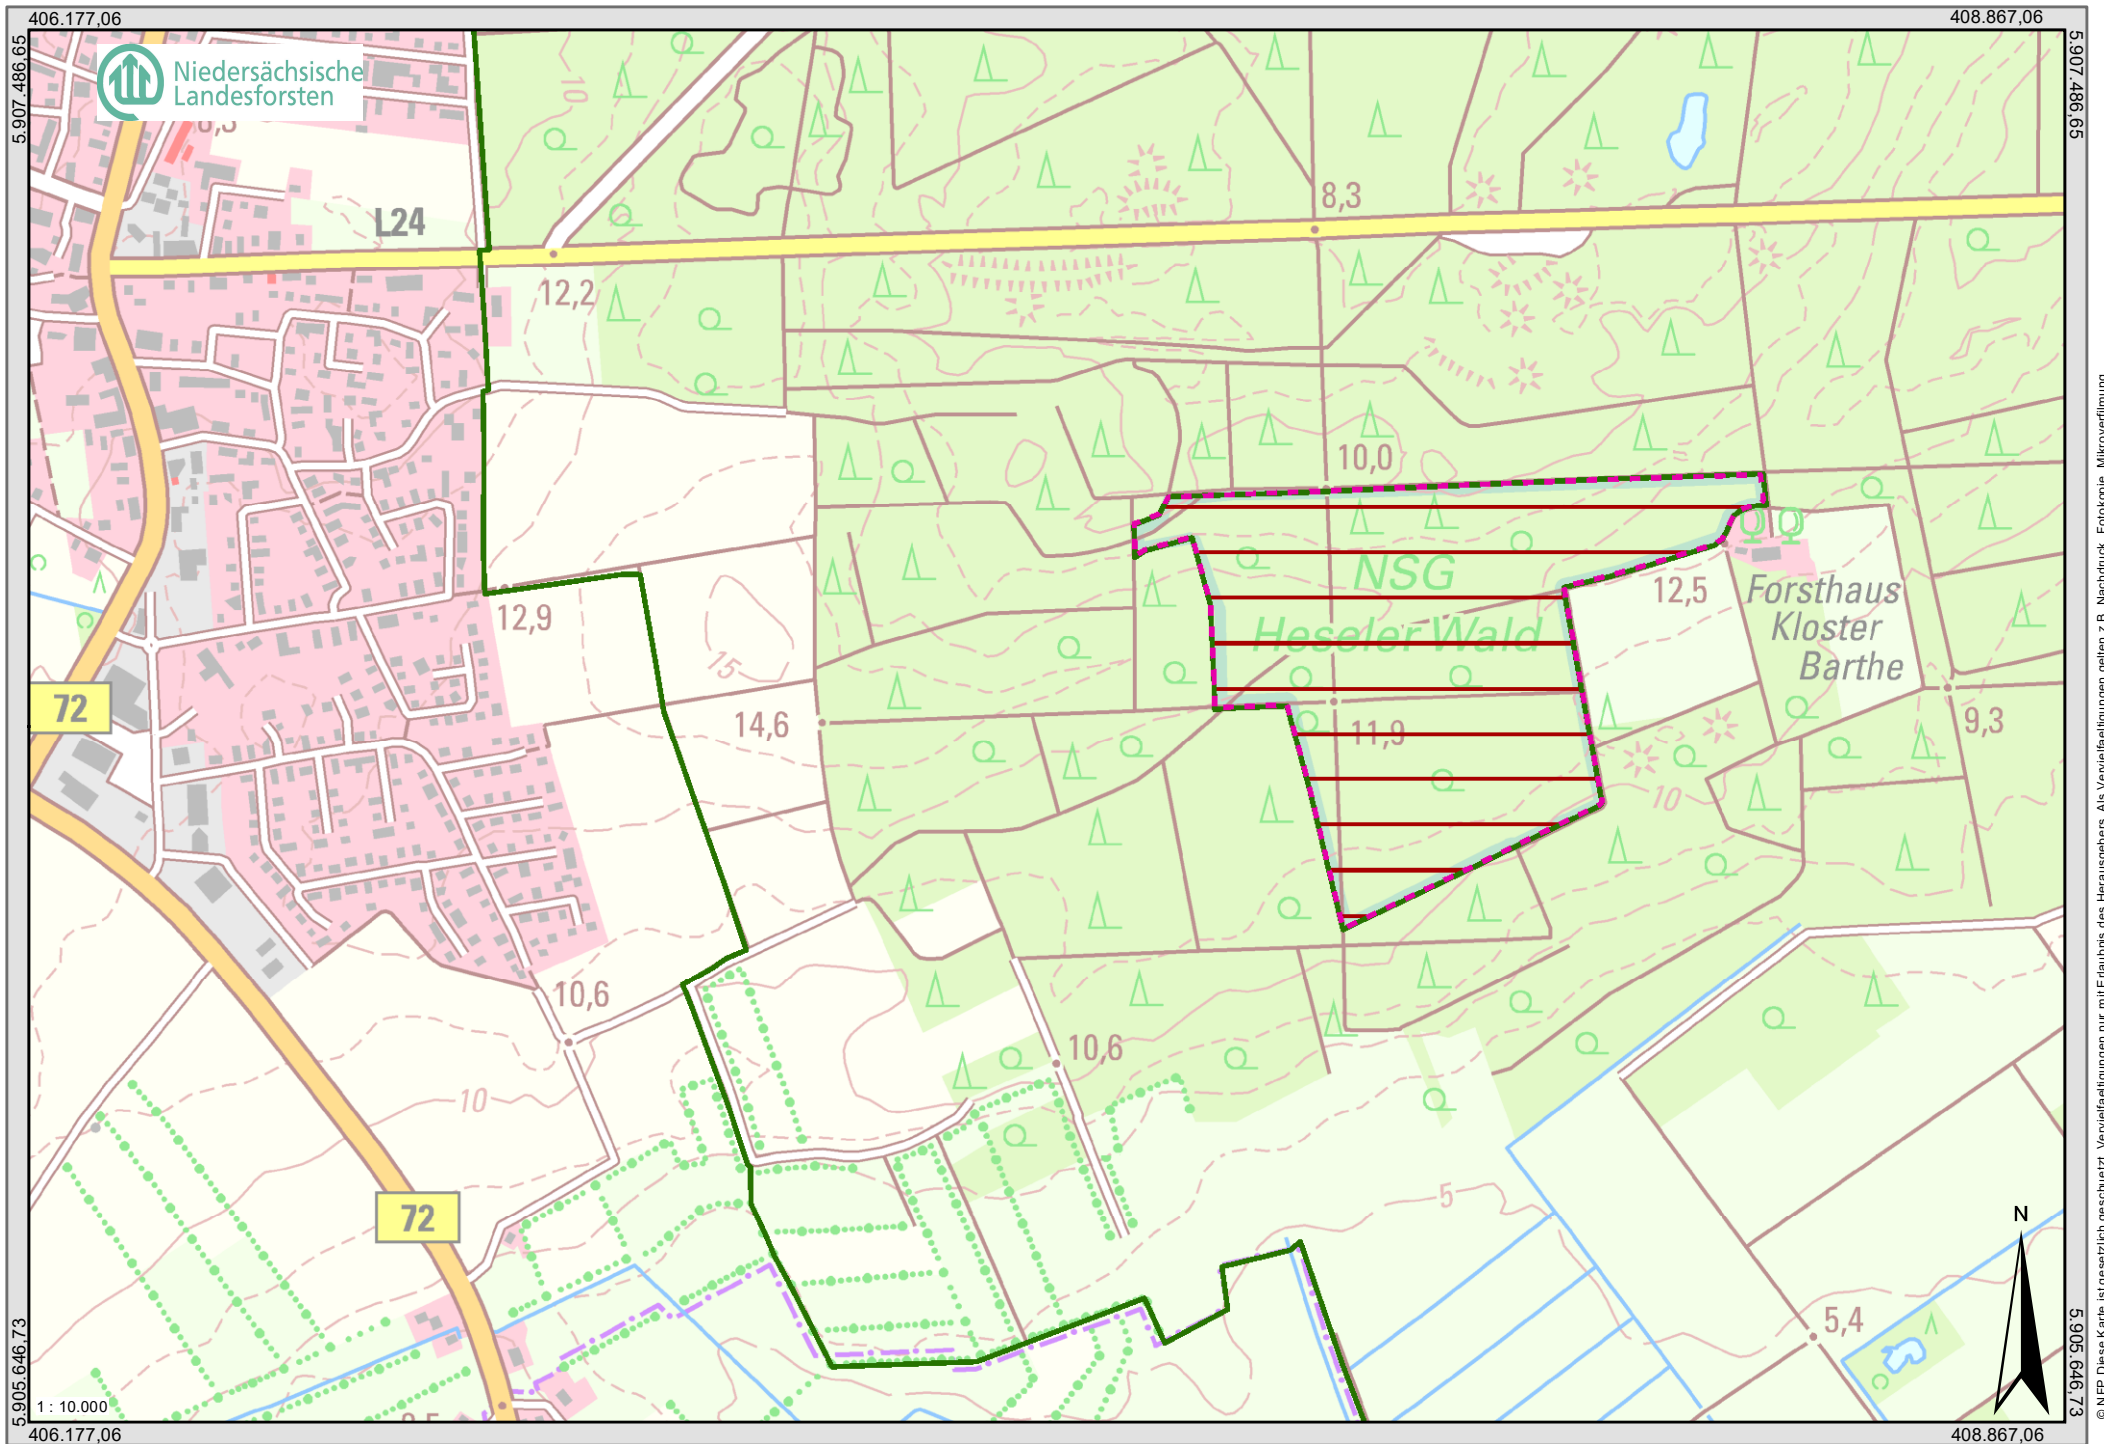 406.177,06
408.867,06
5.907.486,65
5.907.486,65
Niedersächsische
Landesforsten
L24
8,3
12,2
10
10,0
NSG
Heseler Wald
12,5
Forsthaus
Kloster
Barthe
12,9
15
72
14,6
11,9
9,3
10
10,6
10,6
10
72
5
5,4
N
1 : 10.000
5.905.646,73
5.905.646,73
406.177,06
408.867,06